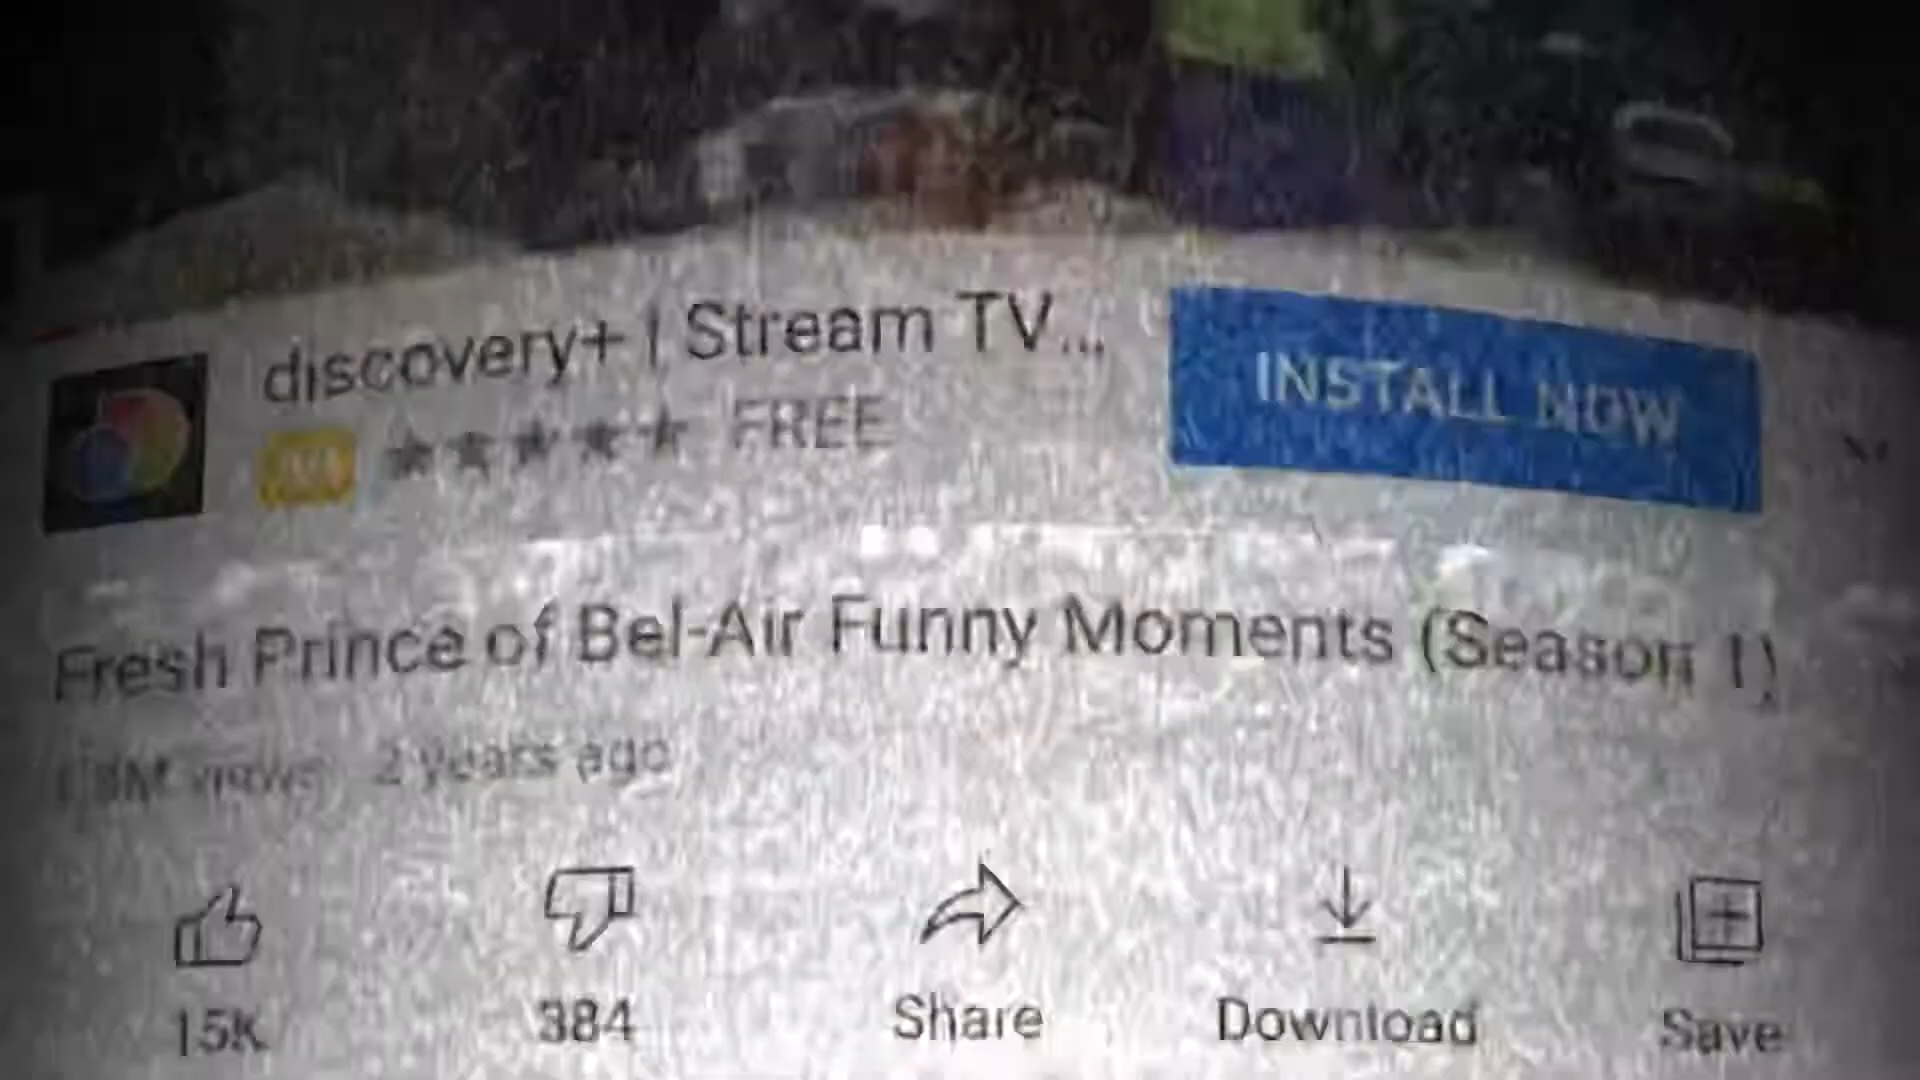 discovery+ | Stream TV...
INSTALL NOW
FREE
Fresh Prince of Bel-Air Funny Moments (Season 1)
views 2 years ago
15K
384
Share
Download
Save